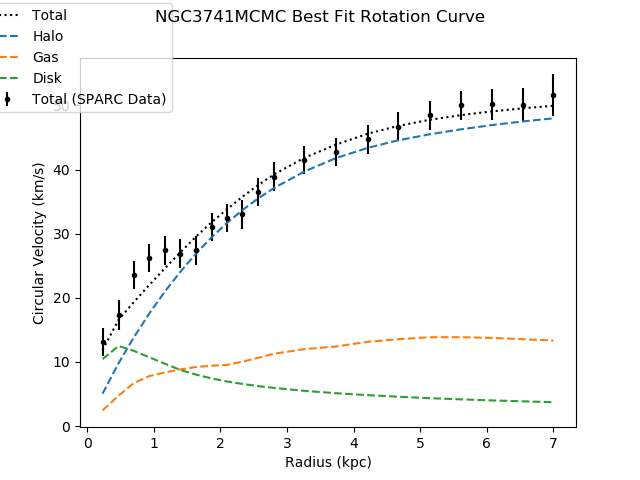 NGC3741MCMC Best Fit Rotation Curve
Total
Halo
Gas
Disk
Total (SPARC Data)
50
40
30
20
10
0
Circular Velocity (km/s)
0 1 2 3 4 5 6 7
Radius (kpc)